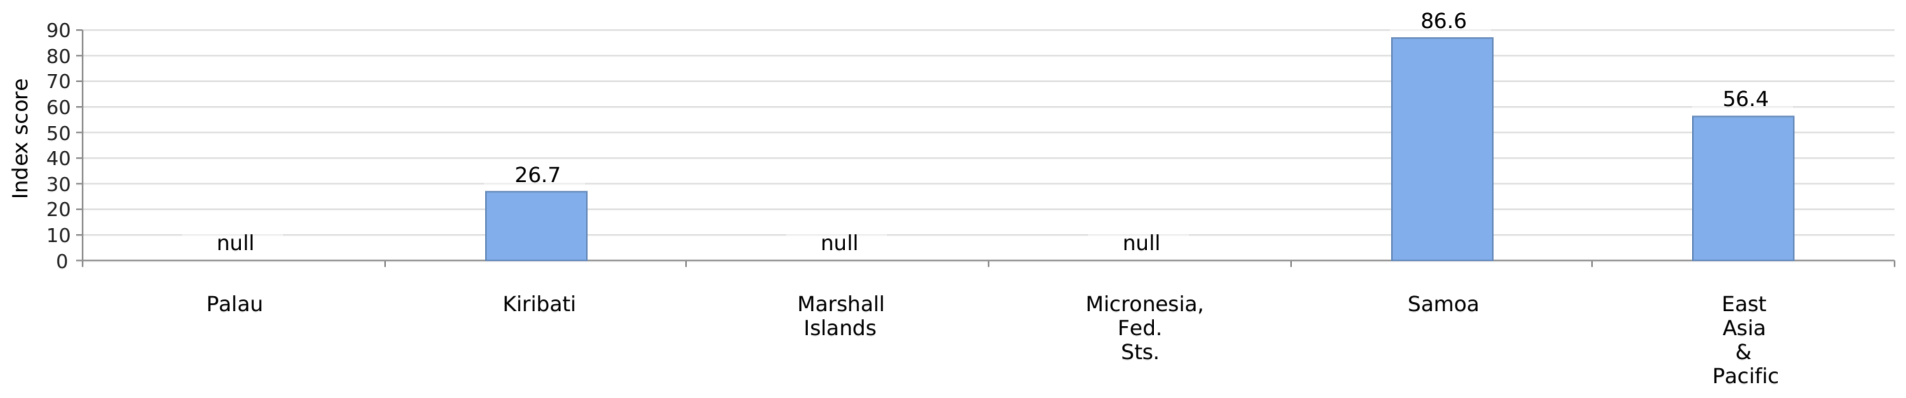 Index score
90
80
70
60
50
40
30
20
10
0
null
26.7
null
null
86.6
56.4
Palau
Kiribati
Marshall
Islands
Micronesia,
Fed.
Sts.
Samoa
East
Asia
&
Pacific